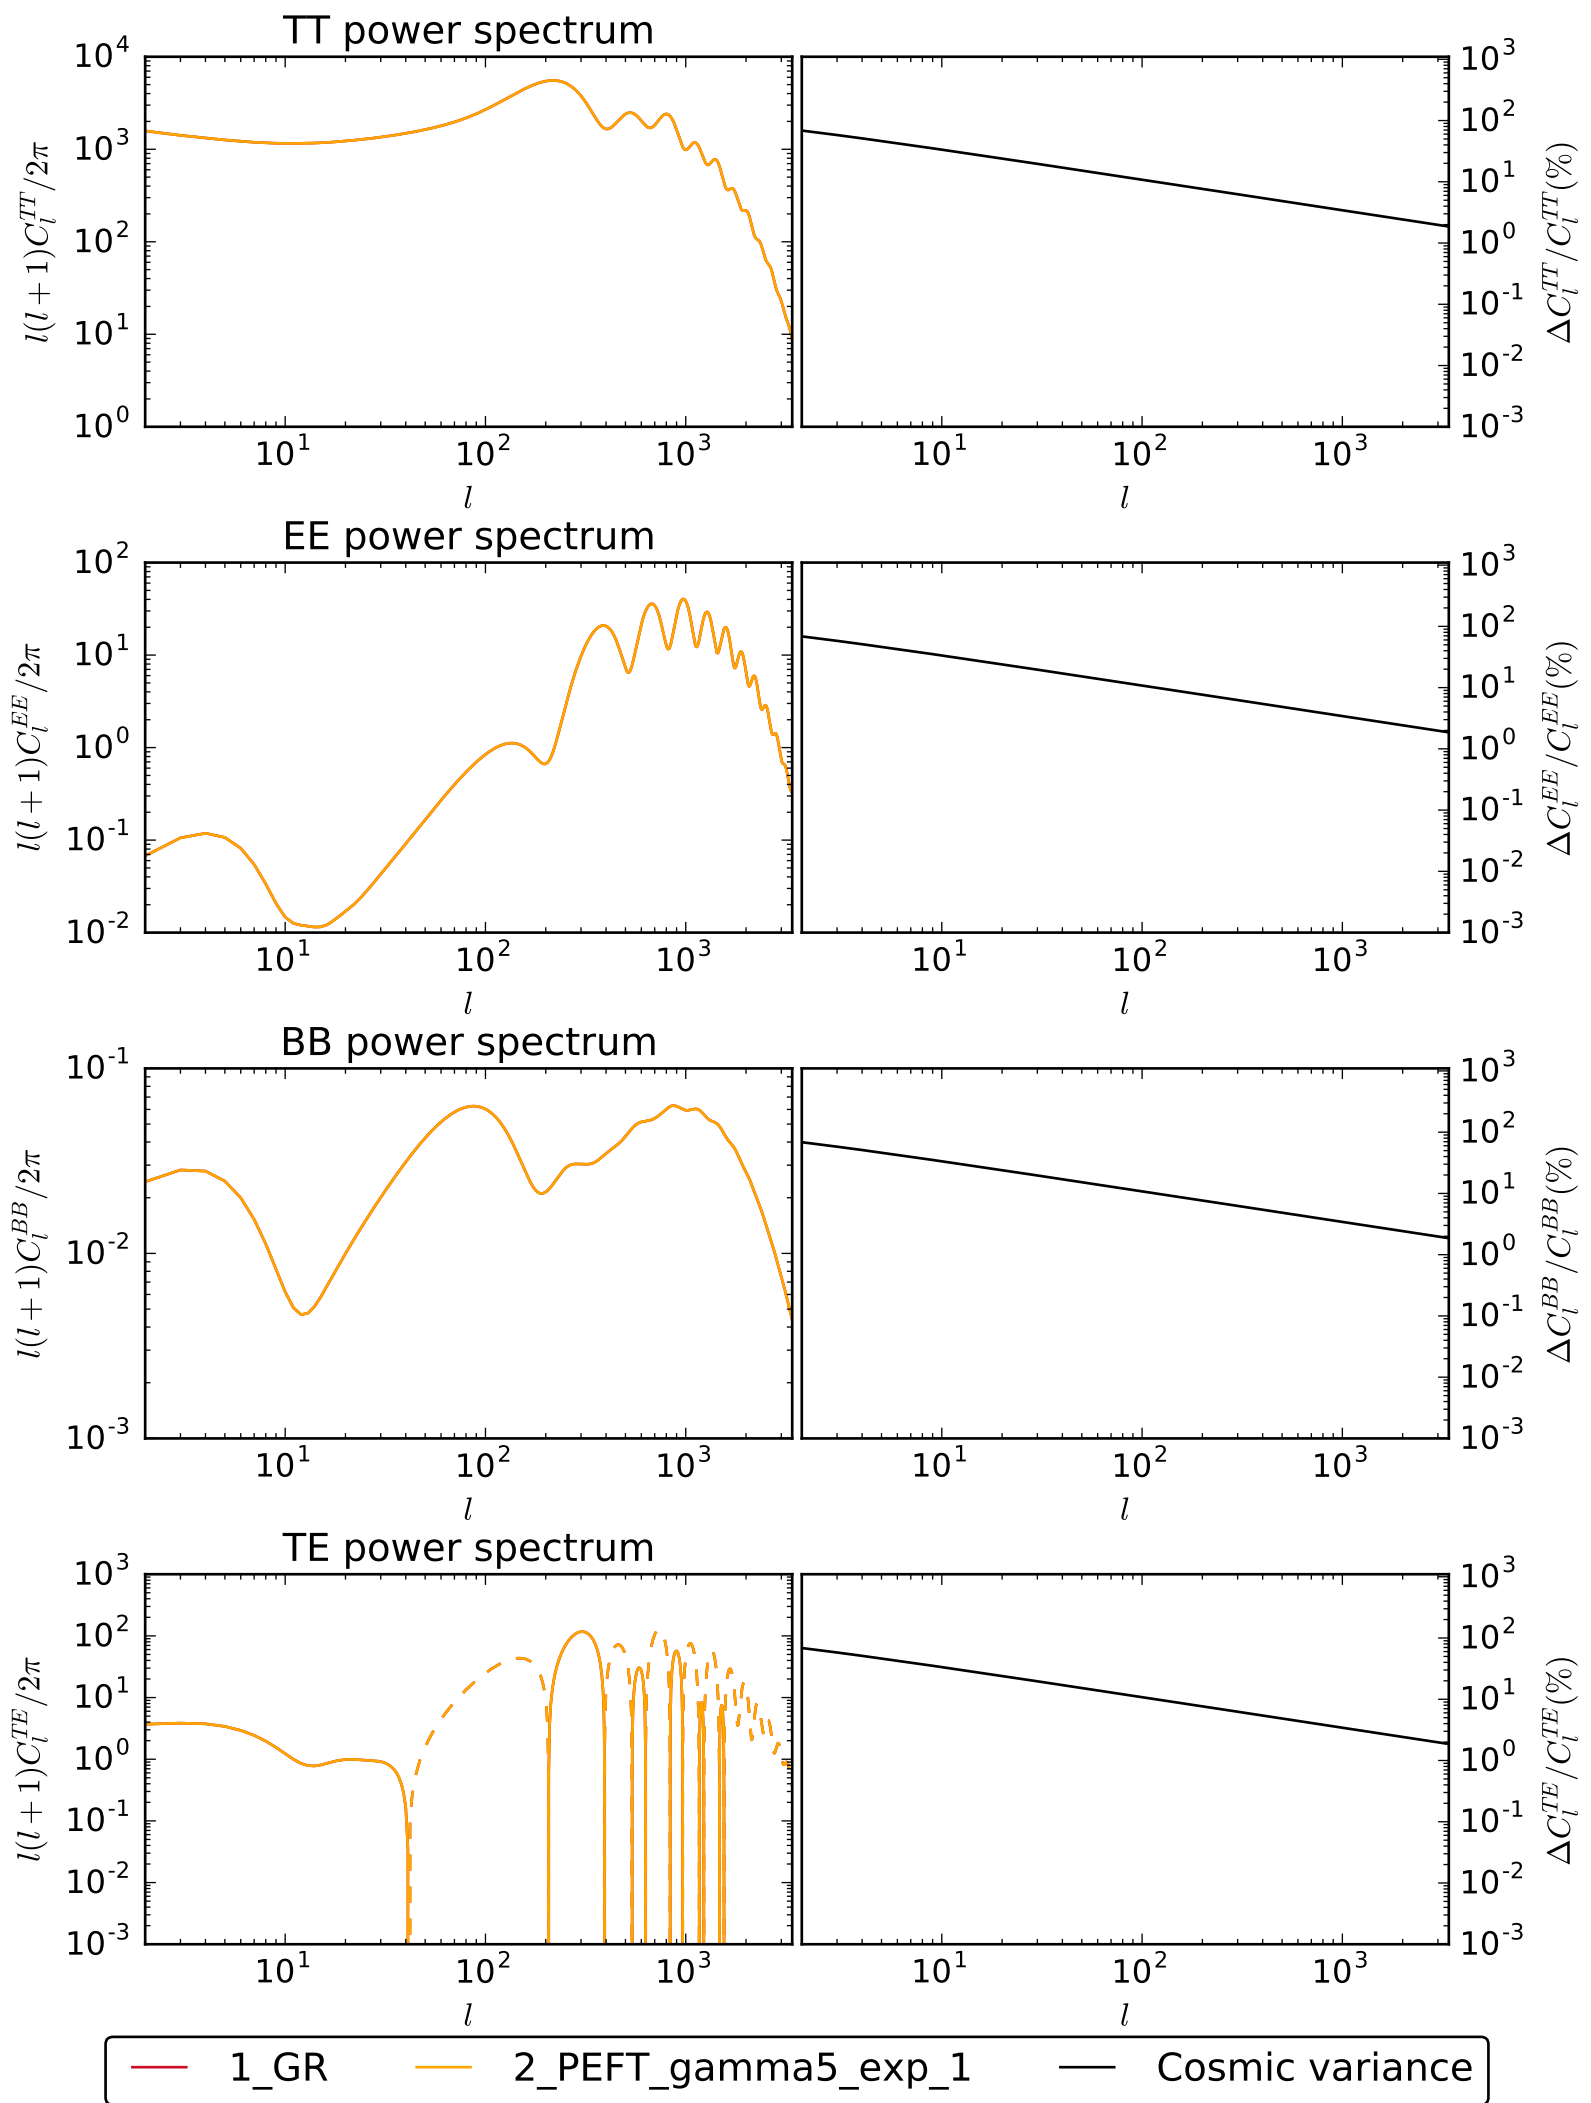 TT power spectrum
10^4
10^3
10^2
10^1
10^0
l(l+1)C_l^{TT}/2π
10^1 10^2 10^3
l
10^3
10^2
10^1
10^0
10^-1
10^-2
10^-3
ΔC_l^{TT}/C_l^{TT}(%)
10^1 10^2 10^3
l
EE power spectrum
10^2
10^1
10^0
10^-1
10^-2
l(l+1)C_l^{EE}/2π
10^1 10^2 10^3
l
10^3
10^2
10^1
10^0
10^-1
10^-2
10^-3
ΔC_l^{EE}/C_l^{EE}(%)
10^1 10^2 10^3
l
BB power spectrum
10^-1
10^-2
10^-3
l(l+1)C_l^{BB}/2π
10^1 10^2 10^3
l
10^3
10^2
10^1
10^0
10^-1
10^-2
10^-3
ΔC_l^{BB}/C_l^{BB}(%)
10^1 10^2 10^3
l
TE power spectrum
10^3
10^2
10^1
10^0
10^-1
10^-2
10^-3
l(l+1)C_l^{TE}/2π
10^1 10^2 10^3
l
10^3
10^2
10^1
10^0
10^-1
10^-2
10^-3
ΔC_l^{TE}/C_l^{TE}(%)
10^1 10^2 10^3
l
1_GR 2_PEFT_gamma5_exp_1 Cosmic variance